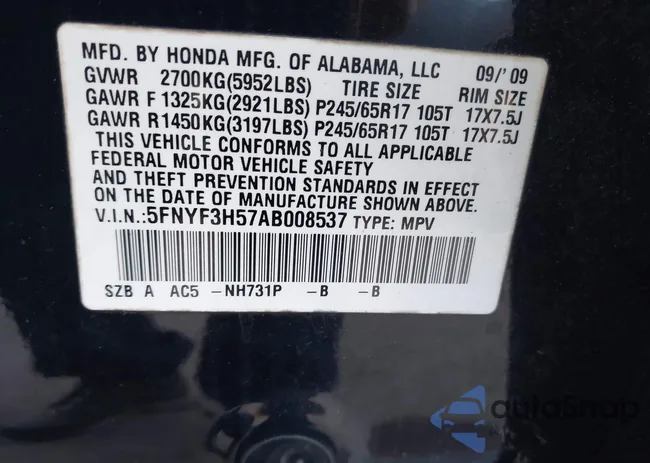 MFD. BY HONDA MFG. OF ALABAMA, LLC 09/'09
GVWR 2700KG(5952LBS) TIRE SIZE RIM SIZE
GAWR F 1325KG(2921LBS) P245/65R17 105T 17X7.5J
GAWR R1450KG(3197LBS) P245/65R17 105T 17X7.5J
THIS VEHICLE CONFORMS TO ALL APPLICABLE
FEDERAL MOTOR VEHICLE SAFETY
AND THEFT PREVENTION STANDARDS IN EFFECT
ON THE DATE OF MANUFACTURE SHOWN ABOVE.
V.I.N.:5FNYF3H57AB008537 TYPE: MPV
SZB A AC5 -NH731P -B -B
autoSnap